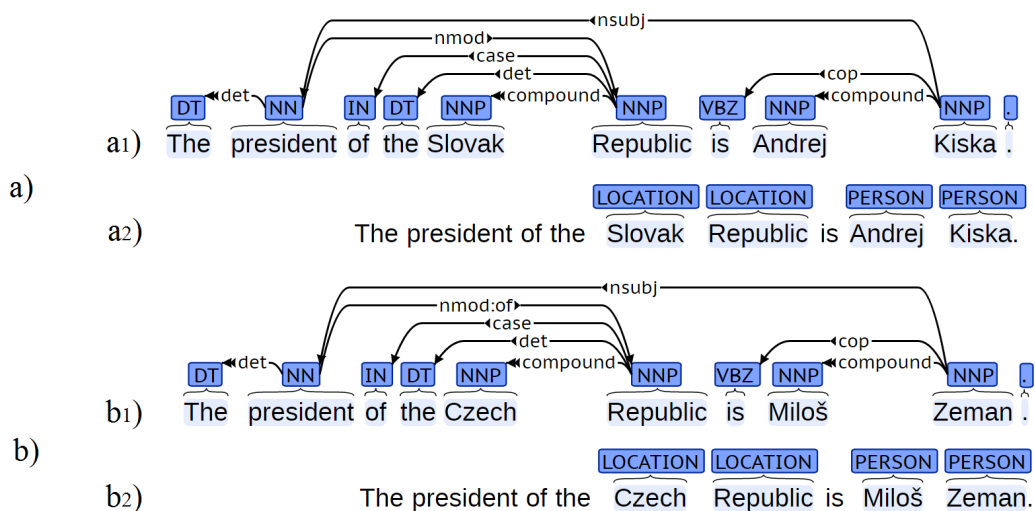 nsubj
nmod
case
det cop
det compound compound
DT NN IN DT NNP NNP VBZ NNP NNP .
a1) The president of the Slovak Republic is Andrej Kiska .
a)
LOCATION LOCATION PERSON PERSON
a2) The president of the Slovak Republic is Andrej Kiska.
nsubj
nmod:of
case
det cop
det compound compound
DT NN IN DT NNP NNP VBZ NNP NNP .
b1) The president of the Czech Republic is Miloš Zeman .
b)
LOCATION LOCATION PERSON PERSON
b2) The president of the Czech Republic is Miloš Zeman.